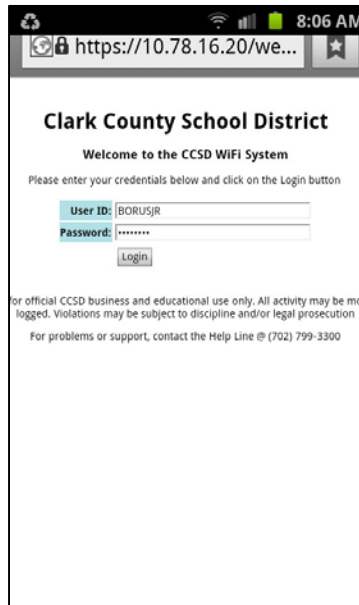 8:06 AM
https://10.78.16.20/we...
Clark County School District
Welcome to the CCSD WiFi System
Please enter your credentials below and click on the Login button
User ID: BORUSJR
Password: ••••••••
Login
for official CCSD business and educational use only. All activity may be mo
logged. Violations may be subject to discipline and/or legal prosecution
For problems or support, contact the Help Line @ (702) 799-3300